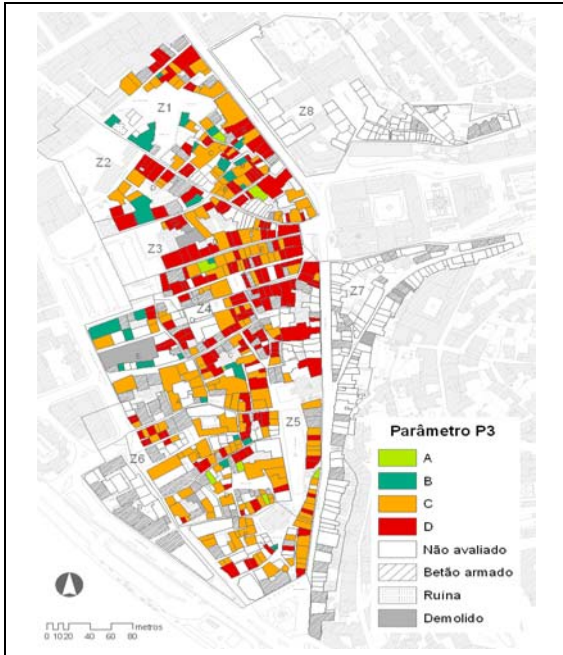 Z1
Z8
Z2
Z3
Z7
Z4
Z5
Z6
Parâmetro P3
A
B
C
D
Não avaliado
Betão armado
Ruína
Demolido
metros
0 10 20 40 60 80